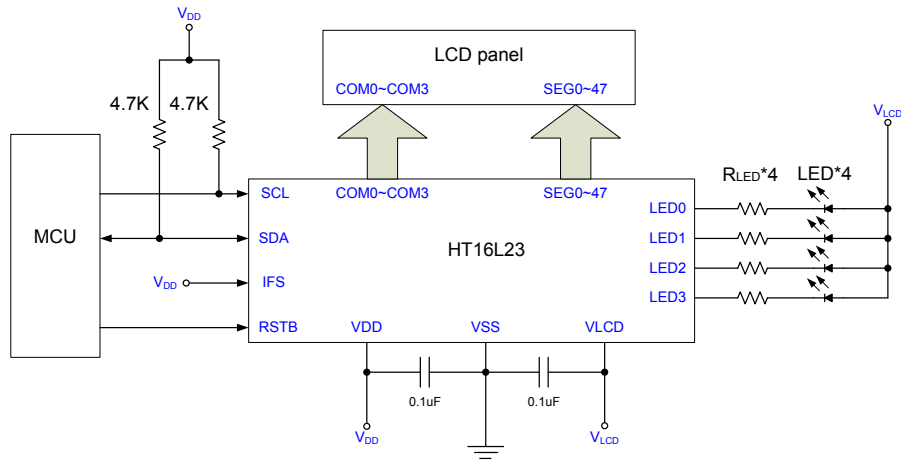 VDD
LCD panel
COM0~COM3 SEG0~47
4.7K 4.7K
VLCD
RLED*4 LED*4
MCU
SCL
COM0~COM3 SEG0~47
LED0
SDA
HT16L23
LED1
VDD
IFS
LED2
LED3
RSTB VDD VSS VLCD
0.1uF 0.1uF
VDD VLCD